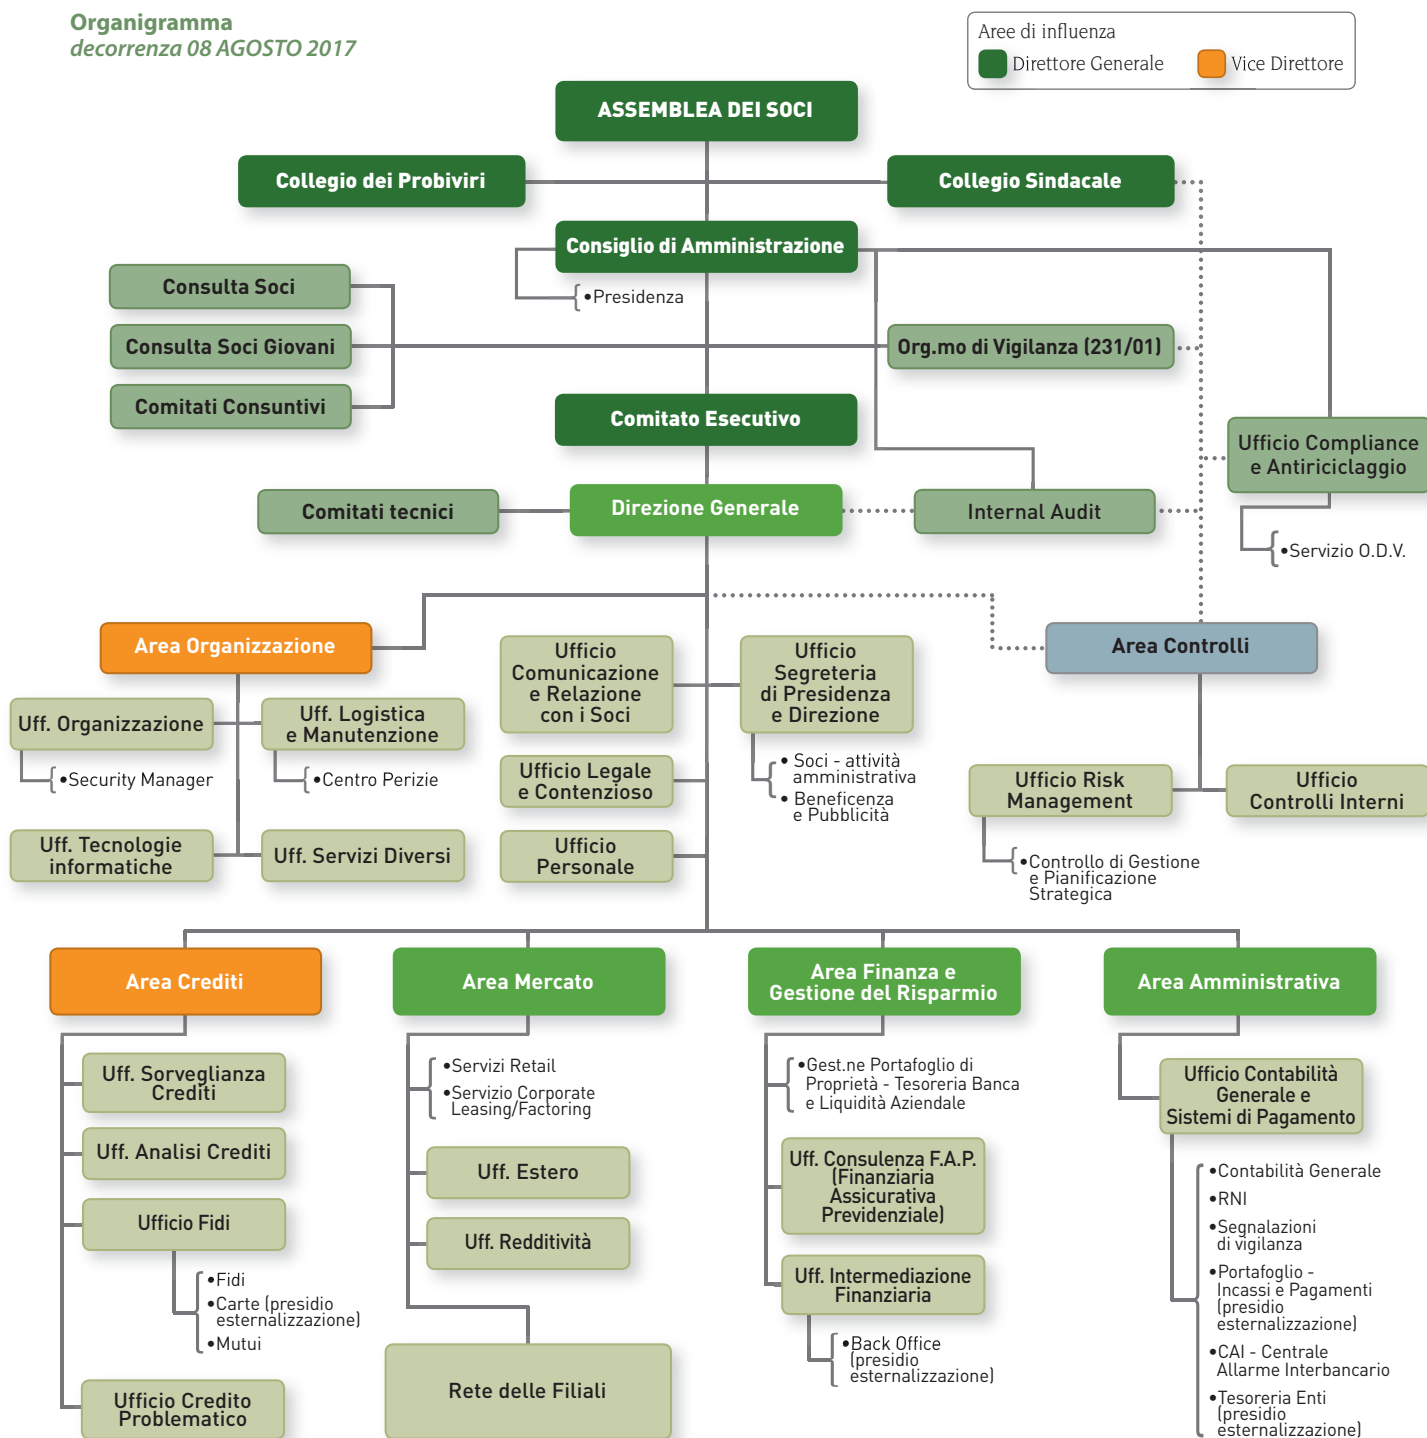 Organigramma
decorrenza 08 AGOSTO 2017
Aree di influenza
Direttore Generale
Vice Direttore
ASSEMBLEA DEI SOCI
Collegio dei Probiviri
Collegio Sindacale
Consiglio di Amministrazione
•Presidenza
Consulta Soci
Consulta Soci Giovani
Comitati Consuntivi
Org.mo di Vigilanza (231/01)
Comitato Esecutivo
Ufficio Compliance
e Antiriciclaggio
•Servizio O.D.V.
Comitati tecnici
Direzione Generale
Internal Audit
Area Organizzazione
Uff. Organizzazione
•Security Manager
Uff. Logistica
e Manutenzione
•Centro Perizie
Uff. Tecnologie
informatiche
Uff. Servizi Diversi
Ufficio
Comunicazione
e Relazione
con i Soci
Ufficio
Segreteria
di Presidenza
e Direzione
• Soci - attività
amministrativa
• Beneficenza
e Pubblicità
Ufficio Legale
e Contenzioso
Ufficio
Personale
Area Controlli
Ufficio Risk
Management
•Controllo di Gestione
e Pianificazione
Strategica
Ufficio
Controlli Interni
Area Crediti
Uff. Sorveglianza
Crediti
Uff. Analisi Crediti
Ufficio Fidi
•Fidi
•Carte (presidio
esternalizzazione)
•Mutui
Ufficio Credito
Problematico
Area Mercato
•Servizi Retail
•Servizio Corporate
Leasing/Factoring
Uff. Estero
Uff. Redditività
Rete delle Filiali
Area Finanza e
Gestione del Risparmio
•Gest.ne Portafoglio di
Proprietà - Tesoreria Banca
e Liquidità Aziendale
Uff. Consulenza F.A.P.
(Finanziaria
Assicurativa
Previdenziale)
Uff. Intermediazione
Finanziaria
•Back Office
(presidio
esternalizzazione)
Area Amministrativa
Ufficio Contabilità
Generale e
Sistemi di Pagamento
•Contabilità Generale
•RNI
•Segnalazioni
di vigilanza
•Portafoglio -
Incassi e Pagamenti
(presidio
esternalizzazione)
•CAI - Centrale
Allarme Interbancario
•Tesoreria Enti
(presidio
esternalizzazione)